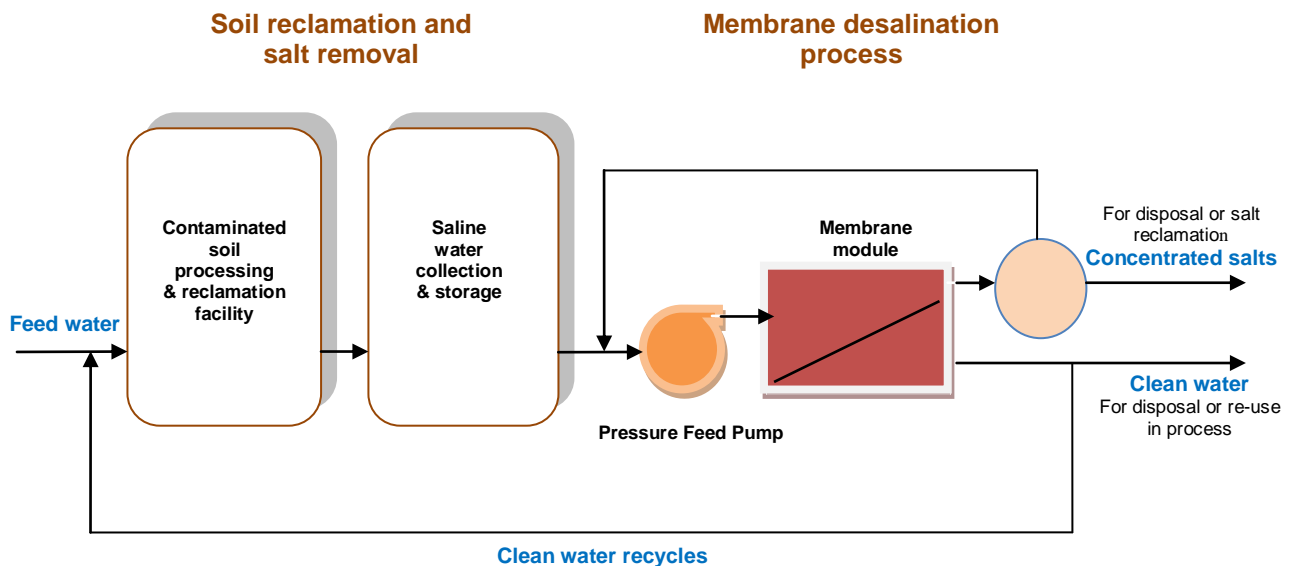 Soil reclamation and
salt removal
Membrane desalination
process
Contaminated
soil
processing
& reclamation
facility
Saline
water
collection
& storage
Membrane
module
For disposal or salt
reclamation
Concentrated salts
Feed water
Clean water
For disposal or re-use
in process
Pressure Feed Pump
Clean water recycles